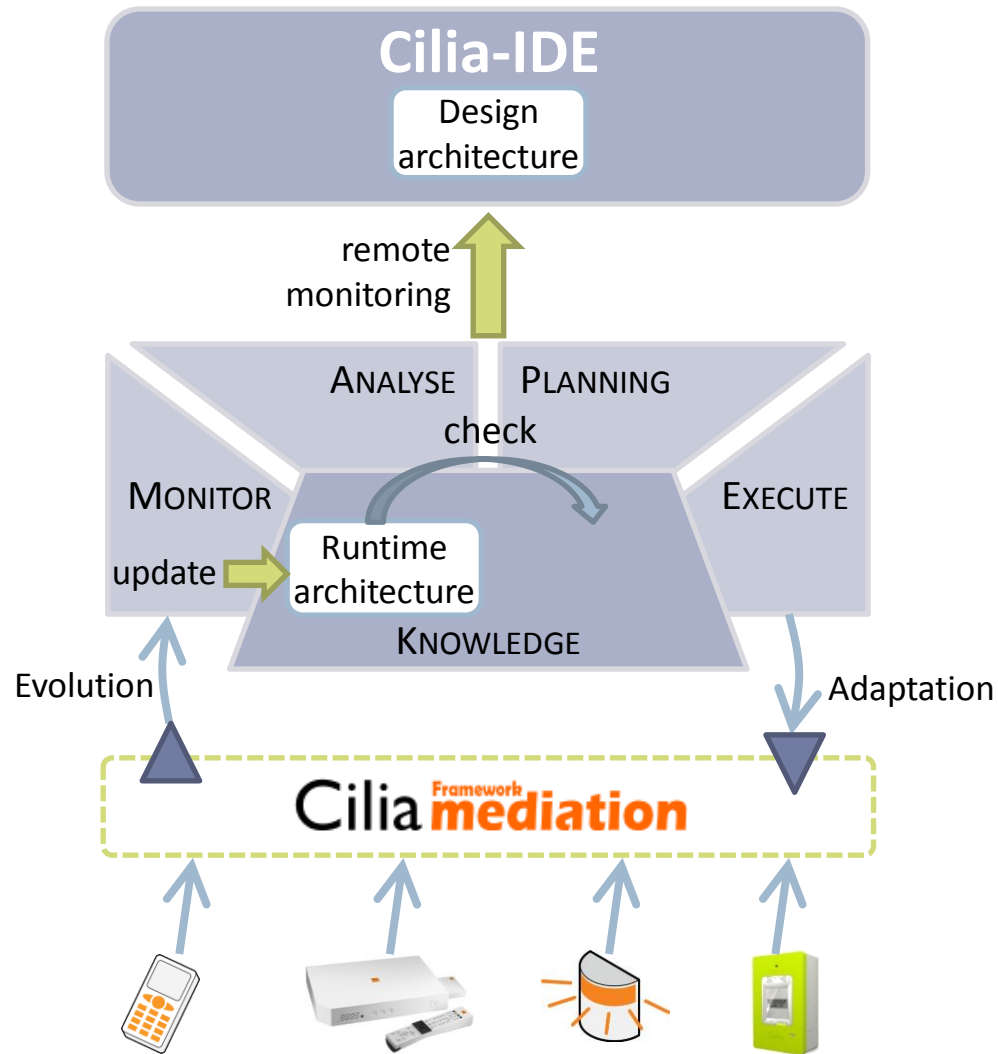 Cilia-IDE
Design
architecture
remote
monitoring
ANALYSE
PLANNING
check
MONITOR
EXECUTE
update
Runtime
architecture
KNOWLEDGE
Evolution
Adaptation
Cilia Framework mediation